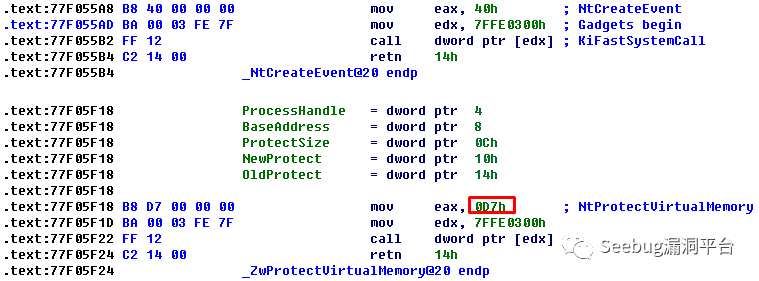 .text:77F055A8 B8 40 00 00 00 mov eax, 40h ; NtCreateEvent
.text:77F055AD BA 00 03 FE 7F mov edx, 7FFE0300h ; Gadgets begin
.text:77F055B2 FF 12 call dword ptr [edx] ; KiFastSystemCall
.text:77F055B4 C2 14 00 retn 14h
.text:77F055B4 _NtCreateEvent@20 endp
.text:77F05F18 ProcessHandle = dword ptr 4
.text:77F05F18 BaseAddress = dword ptr 8
.text:77F05F18 ProtectSize = dword ptr 0Ch
.text:77F05F18 NewProtect = dword ptr 10h
.text:77F05F18 OldProtect = dword ptr 14h
.text:77F05F18
.text:77F05F18 B8 D7 00 00 00 mov eax, 0D7h ; NtProtectVirtualMemory
.text:77F05F1D BA 00 03 FE 7F mov edx, 7FFE0300h
.text:77F05F22 FF 12 call dword ptr [edx]
.text:77F05F24 C2 14 00 retn 14h
.text:77F05F24 _ZwProtectVirtualMemory@20 endp
Seebug漏洞平台